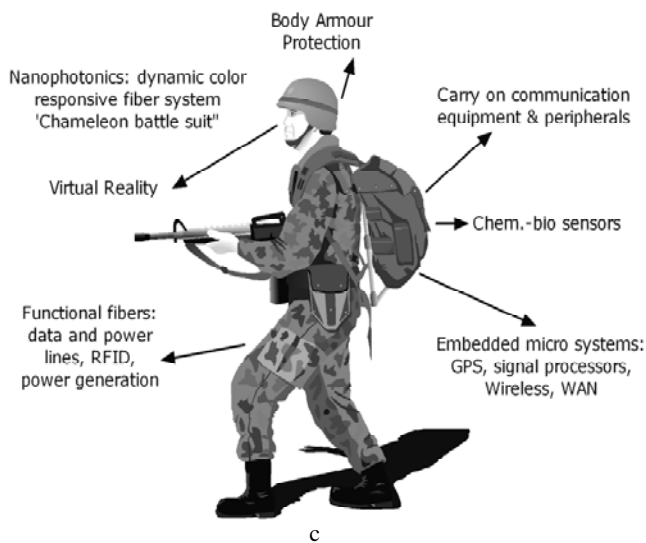 Body Armour
Protection
Nanophotonics: dynamic color
responsive fiber system
'Chameleon battle suit"
Carry on communication
equipment & peripherals
Virtual Reality
Chem.-bio sensors
Functional fibers:
data and power
lines, RFID,
power generation
Embedded micro systems:
GPS, signal processors,
Wireless, WAN
c